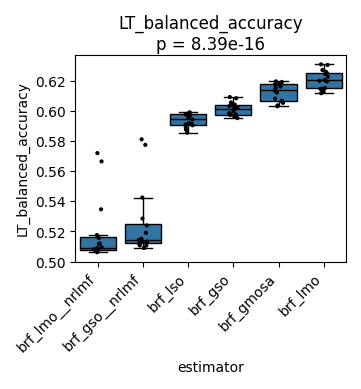 LT_balanced_accuracy
p = 8.39e-16
LT_balanced_accuracy
0.62
0.60
0.58
0.56
0.54
0.52
0.50
brf_lmo__nrlmf
brf_gso__nrlmf
brf_lso
brf_gso
brf_gmosa
brf_lmo
estimator